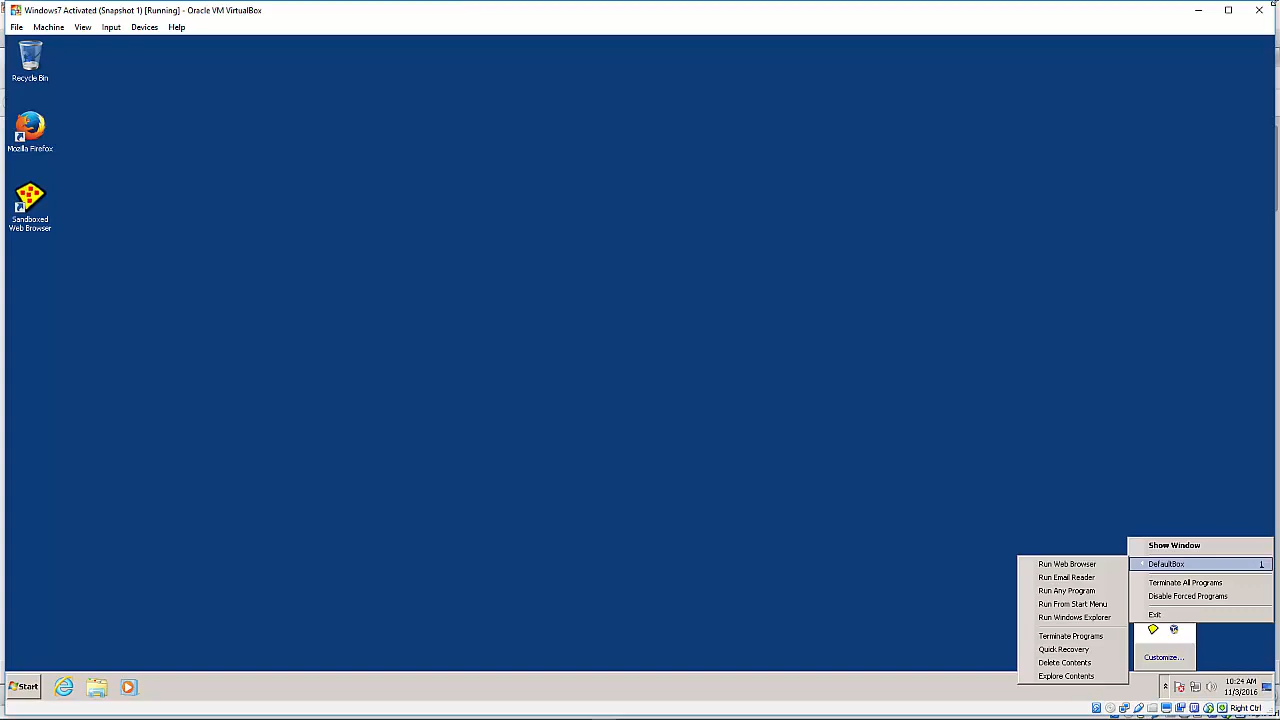 Windows7 Activated (Snapshot 1) [Running] - Oracle VM VirtualBox
File Machine View Input Devices Help
Recycle Bin
Mozilla Firefox
Sandboxed
Web Browser
Show Window
DefaultBox 1
Terminate All Programs
Disable Forced Programs
Exit
Run Web Browser
Run Email Reader
Run Any Program
Run From Start Menu
Run Windows Explorer
Terminate Programs
Quick Recovery
Delete Contents
Explore Contents
Customize...
Start
10:24 AM
11/3/2016
Right Ctrl